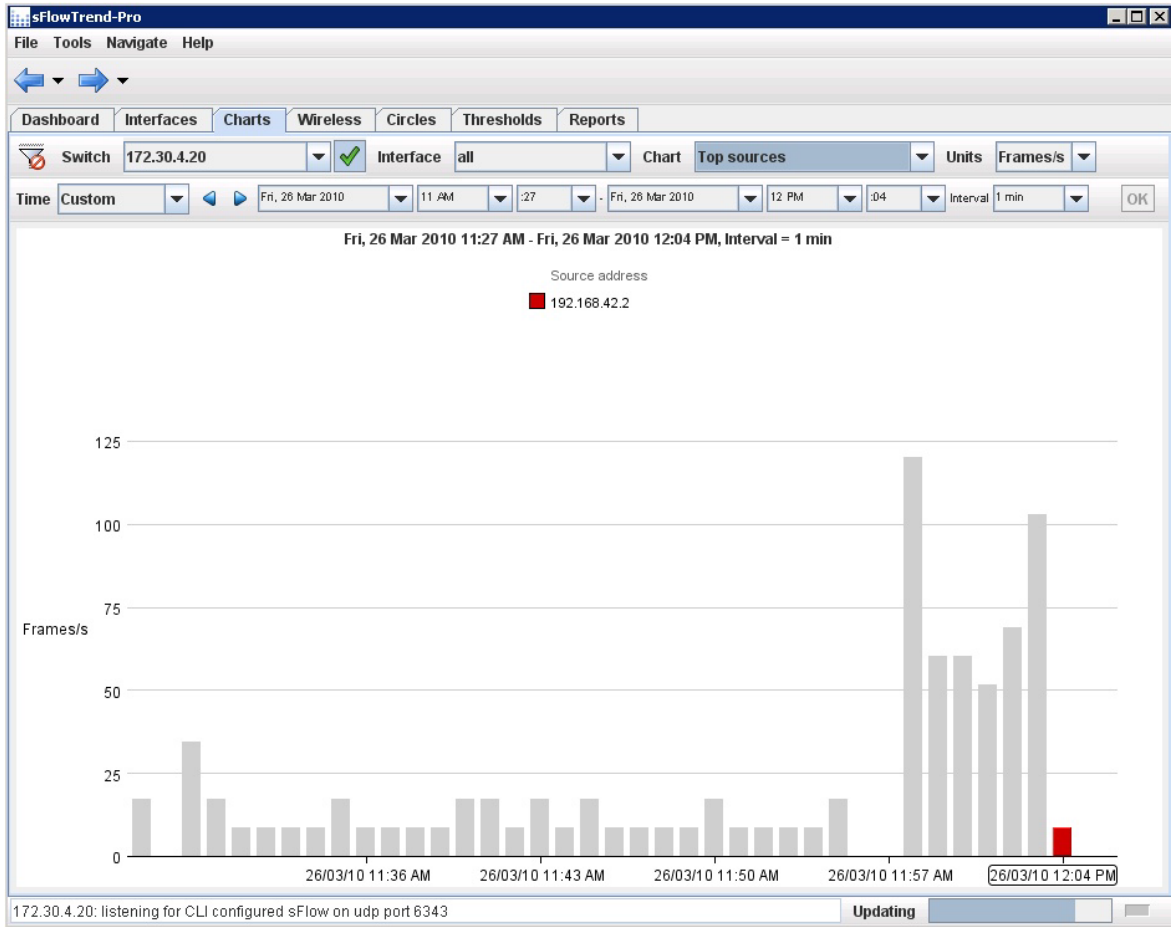 sFlowTrend-Pro
File Tools Navigate Help
Dashboard Interfaces Charts Wireless Circles Thresholds Reports
Switch 172.30.4.20 Interface all Chart Top sources Units Frames/s
Time Custom Fri, 26 Mar 2010 11 AM :27 - Fri, 26 Mar 2010 12 PM :04 Interval 1 min OK
Fri, 26 Mar 2010 11:27 AM - Fri, 26 Mar 2010 12:04 PM, Interval = 1 min
Source address
192.168.42.2
125
100
75
Frames/s
50
25
0
26/03/10 11:36 AM 26/03/10 11:43 AM 26/03/10 11:50 AM 26/03/10 11:57 AM 26/03/10 12:04 PM
172.30.4.20: listening for CLI configured sFlow on udp port 6343 Updating